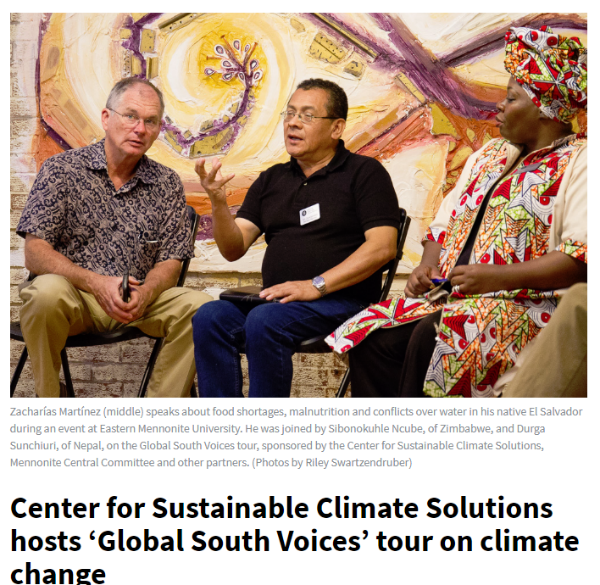 Zacharías Martínez (middle) speaks about food shortages, malnutrition and conflicts over water in his native El Salvador
during an event at Eastern Mennonite University. He was joined by Sibonokuhle Ncube, of Zimbabwe, and Durga
Sunchiuri, of Nepal, on the Global South Voices tour, sponsored by the Center for Sustainable Climate Solutions,
Mennonite Central Committee and other partners. (Photos by Riley Swartzendruber)
Center for Sustainable Climate Solutions
hosts ‘Global South Voices’ tour on climate
change